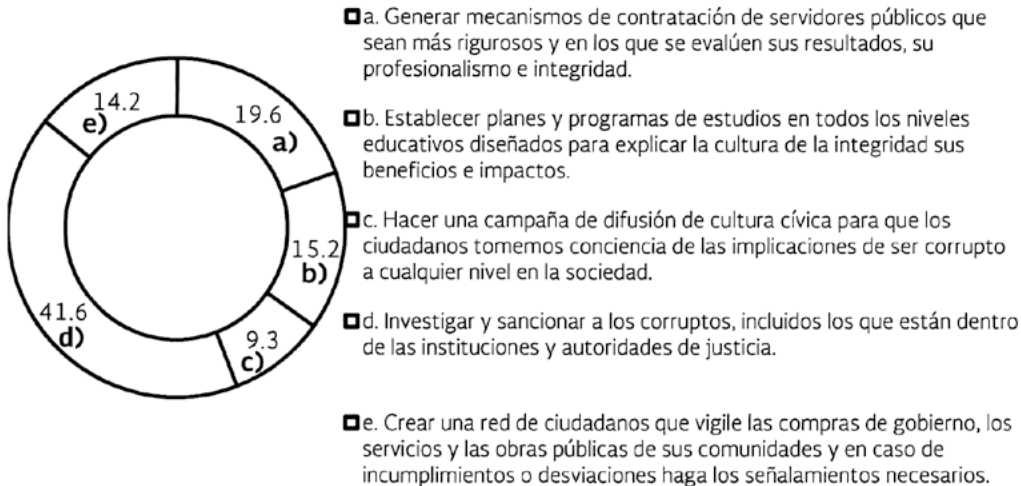 14.2
e)
19.6
a)
15.2
b)
9.3
c)
41.6
d)
a. Generar mecanismos de contratación de servidores públicos que
sean más rigurosos y en los que se evalúen sus resultados, su
profesionalismo e integridad.
b. Establecer planes y programas de estudios en todos los niveles
educativos diseñados para explicar la cultura de la integridad sus
beneficios e impactos.
c. Hacer una campaña de difusión de cultura cívica para que los
ciudadanos tomemos conciencia de las implicaciones de ser corrupto
a cualquier nivel en la sociedad.
d. Investigar y sancionar a los corruptos, incluidos los que están dentro
de las instituciones y autoridades de justicia.
e. Crear una red de ciudadanos que vigile las compras de gobierno, los
servicios y las obras públicas de sus comunidades y en caso de
incumplimientos o desviaciones haga los señalamientos necesarios.